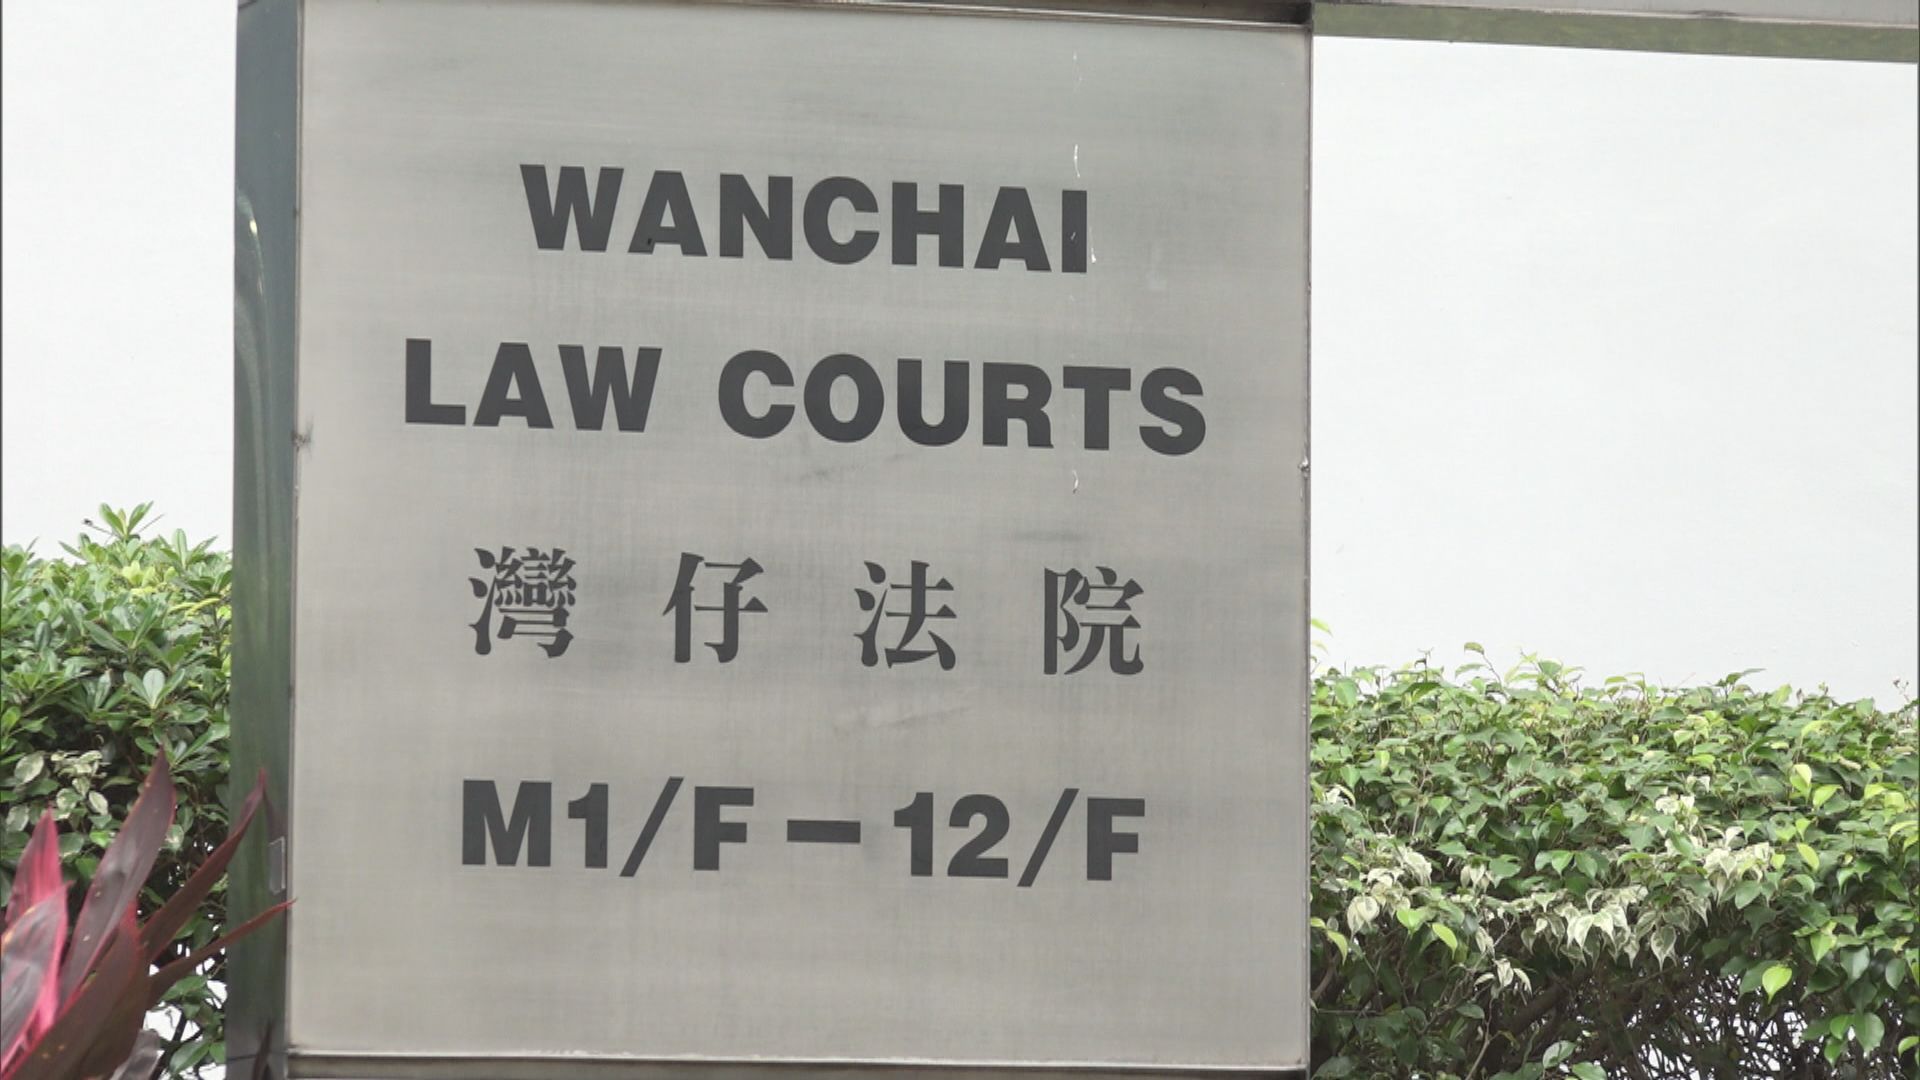 WANCHAI
LAW COURTS
灣仔法院
M1/F-12/F